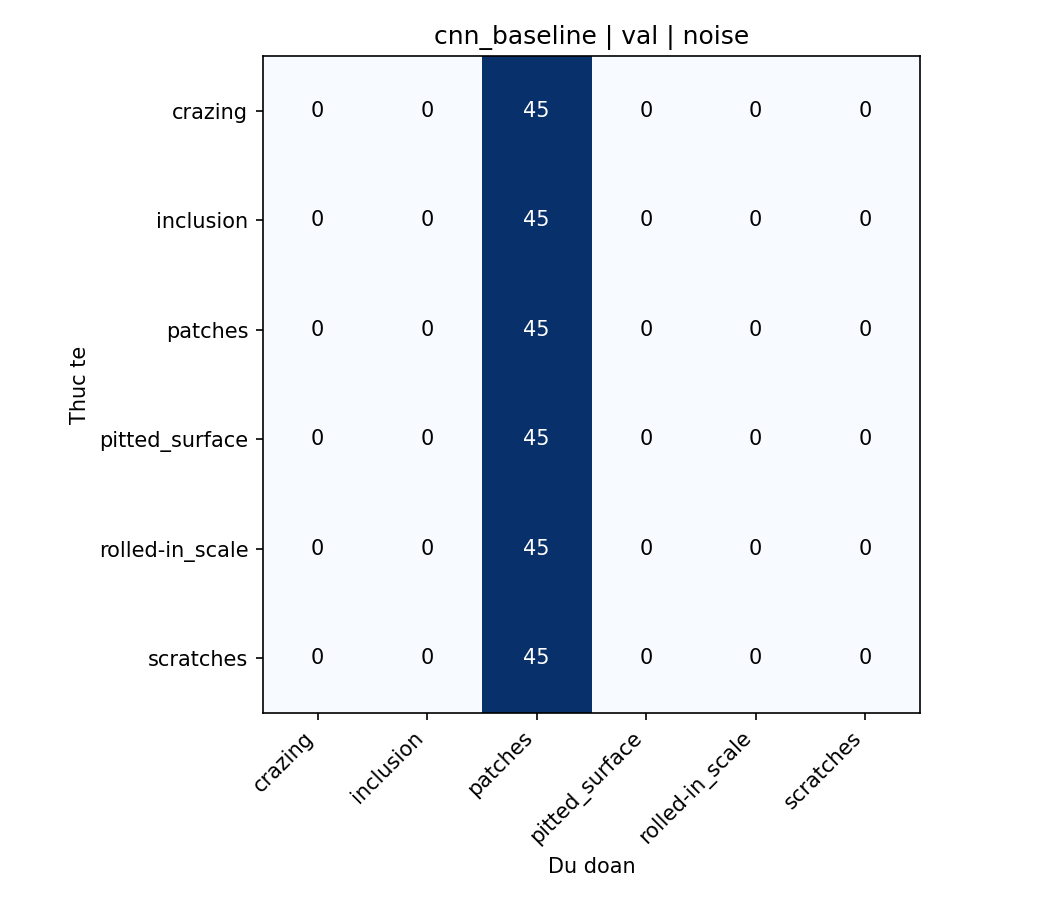 cnn_baseline | val | noise
crazing 0 0 45 0 0 0
inclusion 0 0 45 0 0 0
patches 0 0 45 0 0 0
Thuc te
pitted_surface 0 0 45 0 0 0
rolled-in_scale 0 0 45 0 0 0
scratches 0 0 45 0 0 0
crazing inclusion patches pitted_surface rolled-in_scale scratches
Du doan